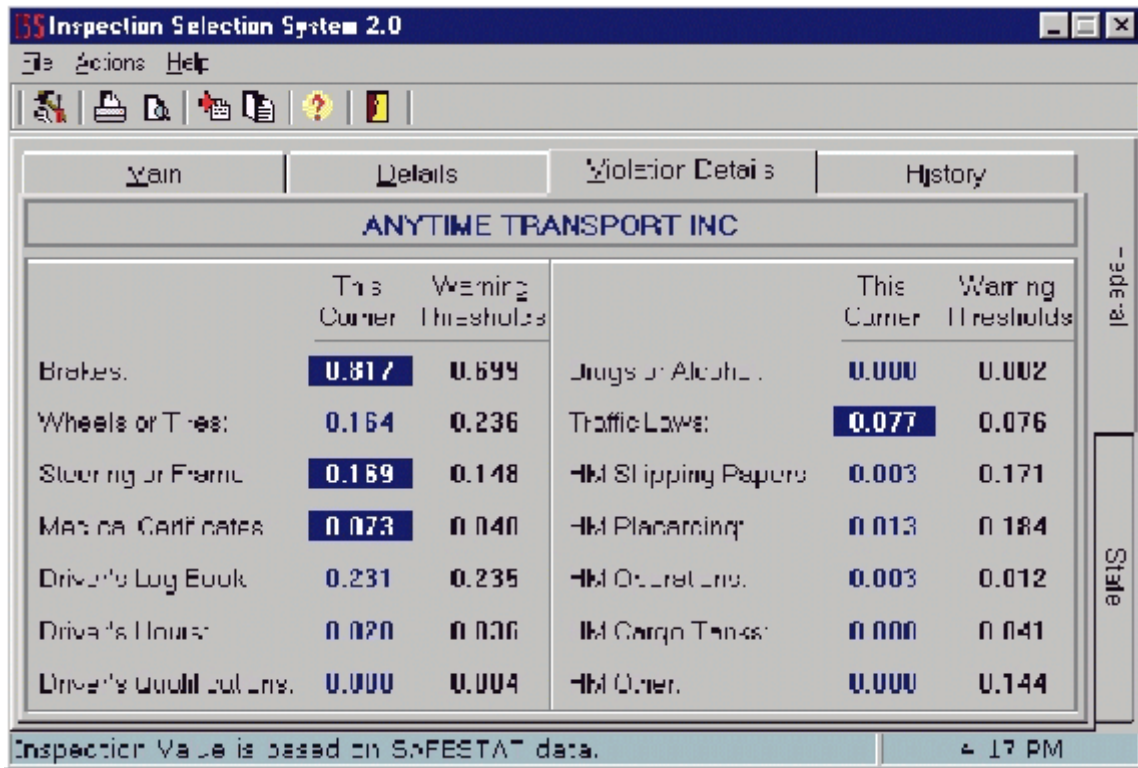 ISS Inspection Selection System 2.0
File Actions Help
Main Details Violation Details History
ANYTIME TRANSPORT INC
This Warning This Warning
Carrier Thresholds Carrier Thresholds
Brakes: 0.817 0.699 Drugs or Alcohol: 0.000 0.002
Wheels or Tires: 0.164 0.236 Traffic Laws: 0.077 0.076
Steering or Frame 0.148 HM Shipping Papers 0.003 0.171
Medical Certificates 0.073 0.040 HM Placarding: 0.013 0.184
Driver's Log Book 0.231 0.235 HM Operations: 0.003 0.012
Driver's Hours: 0.020 0.036 HM Cargo Tanks: 0.000 0.041
Driver's Qualifications: 0.000 0.004 HM Other: 0.000 0.144
Federal
State
Inspection Value is based on SAFESTAT data. 4:17 PM